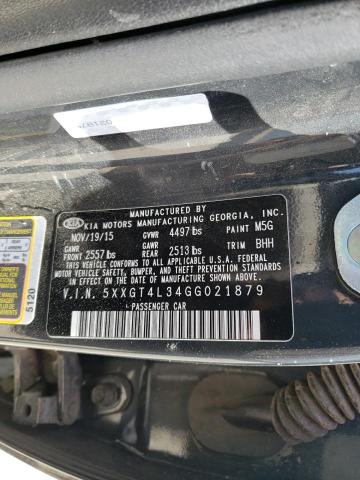 021879
MANUFACTURED BY
KIA MOTORS MANUFACTURING GEORGIA, INC.
NOV/19/15 GVWR 4497 lbs PAINT M5G
GAWR GAWR
FRONT 2557 lbs REAR 2513 lbs TRIM BHH
THIS VEHICLE CONFORMS TO ALL APPLICABLE FEDERAL
MOTOR VEHICLE SAFETY, BUMPER, AND THEFT PREVENTION
STANDARDS IN EFFECT ON THE DATE OF MANUFACTURE
SHOWN ABOVE.
V.I.N. 5XXGT4L34GG021879
PASSENGER CAR
5120